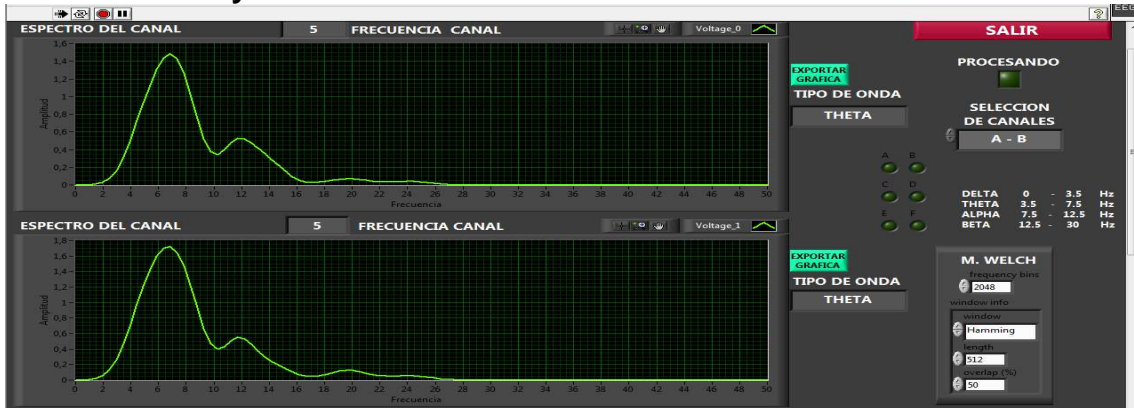 EEG
ESPECTRO DEL CANAL 5 FRECUENCIA CANAL Voltage_0
1,6
1,4
1,2
1
0,8
0,6
0,4
0,2
0
Amplitud
0 2 4 6 8 10 12 14 16 18 20 22 24 26 28 30 32 34 36 38 40 42 44 46 48 50
Frecuencia
EXPORTAR
GRAFICA
TIPO DE ONDA
THETA
SALIR
PROCESANDO
SELECCION
DE CANALES
A - B
A B
C D
E F
DELTA 0 - 3.5 Hz
THETA 3.5 - 7.5 Hz
ALPHA 7.5 - 12.5 Hz
BETA 12.5 - 30 Hz
ESPECTRO DEL CANAL 5 FRECUENCIA CANAL Voltage_1
1,8
1,6
1,4
1,2
1
0,8
0,6
0,4
0,2
0
Amplitud
0 2 4 6 8 10 12 14 16 18 20 22 24 26 28 30 32 34 36 38 40 42 44 46 48 50
Frecuencia
EXPORTAR
GRAFICA
TIPO DE ONDA
THETA
M. WELCH
frequency bins
2048
window info
window
Hamming
length
512
overlap (%)
50